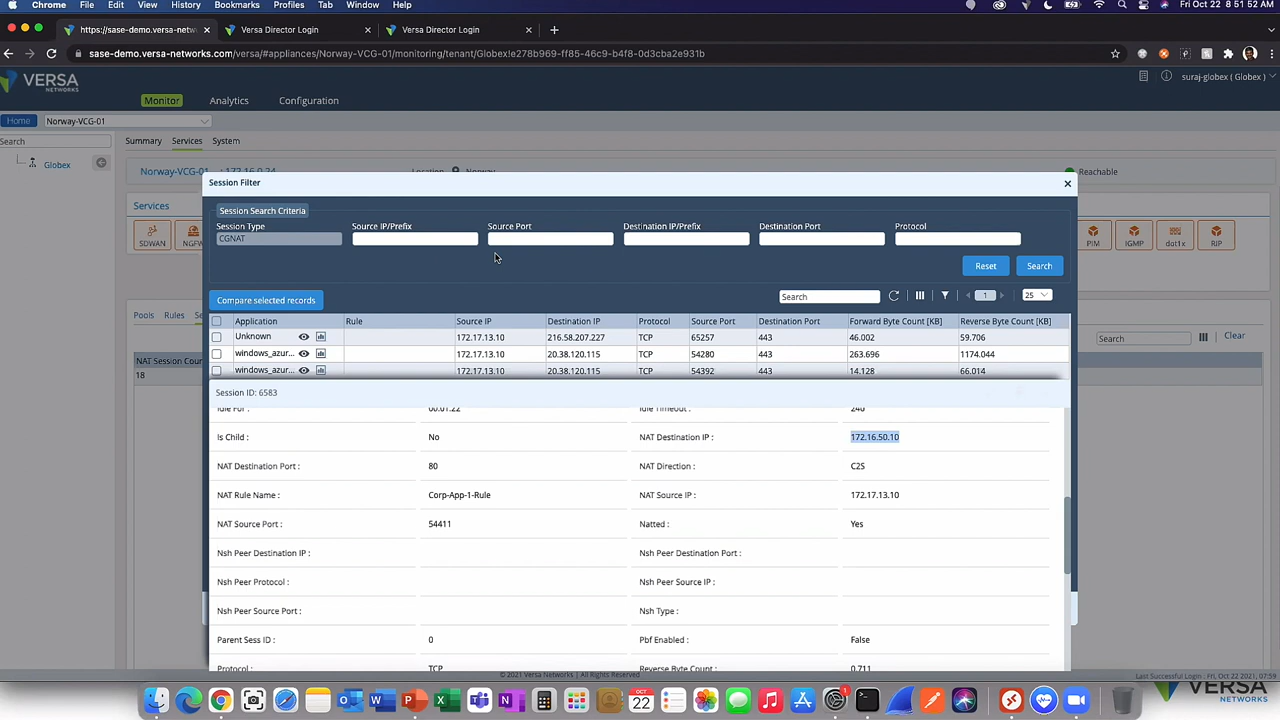 Chrome File Edit View History Bookmarks Profiles Tab Window Help Fri Oct 22 8:51:52 AM
https://sase-demo.versa-netw Versa Director Login Versa Director Login
sase-demo.versa-networks.com/versa/#appliances/Norway-VCG-01/monitoring/tenant/Globex!e278b969-ff85-46c9-b4f8-0d3cba2e931b
VERSA NETWORKS suraj-globex ( Globex )
Monitor Analytics Configuration
Home Norway-VCG-01
Search Summary Services System
Globex Norway-VCG-01 : 172.16.0.24 Location Norway Reachable
Session Filter
Services
Session Search Criteria
Session Type Source IP/Prefix Source Port Destination IP/Prefix Destination Port Protocol
CGNAT
SDWAN NGFW PIM IGMP dot1x RIP
Reset Search
Compare selected records Search 1 25
Pools Rules Se
Application Rule Source IP Destination IP Protocol Source Port Destination Port Forward Byte Count [KB] Reverse Byte Count [KB]
Unknown 172.17.13.10 216.58.207.227 TCP 65257 443 46.002 59.706
Search Clear
windows_azur... 172.17.13.10 20.38.120.115 TCP 54280 443 263.696 1174.044
NAT Session Coun
windows_azur... 172.17.13.10 20.38.120.115 TCP 54392 443 14.128 66.014
18
Session ID: 6583
Idle For : 00:01:22 Idle Timeout : 240
Is Child : No NAT Destination IP : 172.16.50.10
NAT Destination Port : 80 NAT Direction : C2S
NAT Rule Name : Corp-App-1-Rule NAT Source IP : 172.17.13.10
NAT Source Port : 54411 Natted : Yes
Nsh Peer Destination IP : Nsh Peer Destination Port :
Nsh Peer Protocol : Nsh Peer Source IP :
Nsh Peer Source Port : Nsh Type :
Parent Sess ID : 0 Pbf Enabled : False
Protocol : TCP Reverse Byte Count : 0.711
© 2021 Versa Networks | All Rights Reserved Last Successful Login : Fri, Oct 22 2021, 07:59
OCT
22
1
VERSA
NETWORKS